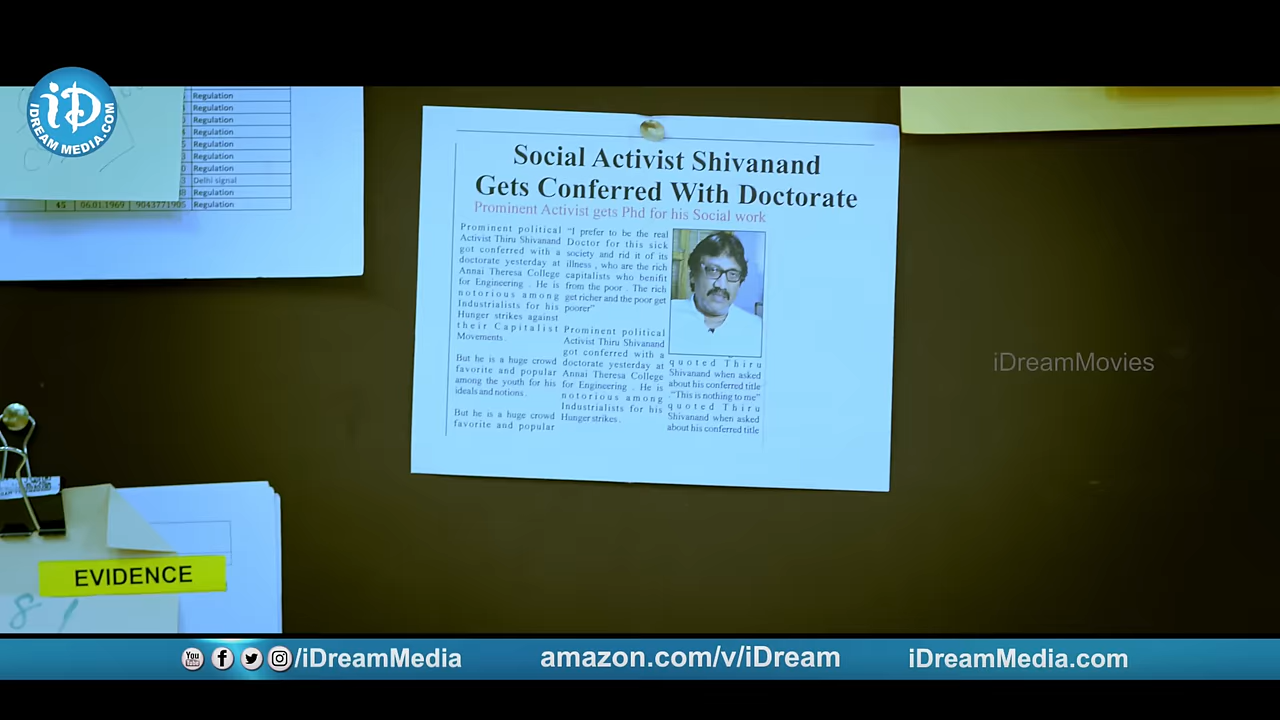 iD
IDREAM MEDIA.COM
Regulation
Regulation
Regulation
Regulation
Regulation
Regulation
Regulation
Delhi signal
Regulation
45 06.01.1969 9043771905 Regulation
Social Activist Shivanand
Gets Conferred With Doctorate
Prominent Activist gets Phd for his Social work
Prominent political
Activist Thiru Shivanand
got conferred with a
doctorate yesterday at
Annai Theresa College
for Engineering . He is
notorious among
Industrialists for his
Hunger strikes against
their Capitalist
Movements.
But he is a huge crowd
favorite and popular
among the youth for his
ideals and notions.
But he is a huge crowd
favorite and popular
"I prefer to be the real
Doctor for this sick
society and rid it of its
illness , who are the rich
capitalists who benifit
from the poor . The rich
get richer and the poor get
poorer"
Prominent political
Activist Thiru Shivanand
got conferred with a
doctorate yesterday at
Annai Theresa College
for Engineering . He is
notorious among
Industrialists for his
Hunger strikes .
quoted Thiru
Shivanand when asked
about his conferred title
"This is nothing to me"
quoted Thiru
Shivanand when asked
about his conferred title
iDreamMovies
EVIDENCE
81
You Tube /iDreamMedia amazon.com/v/iDream iDreamMedia.com